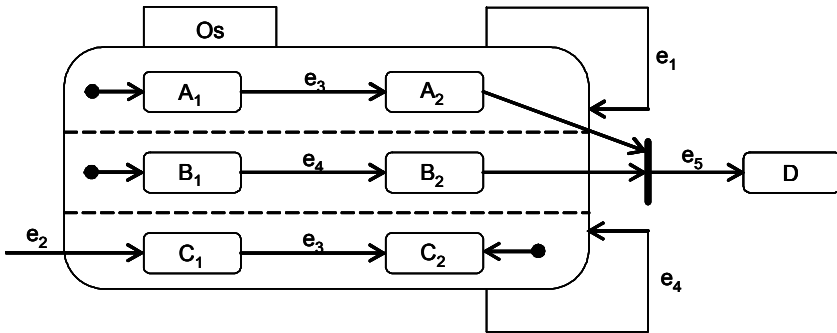 Os
e₁
A₁ e₃ A₂
B₁ e₄ B₂ e₅ D
e₂ C₁ e₃ C₂
e₄